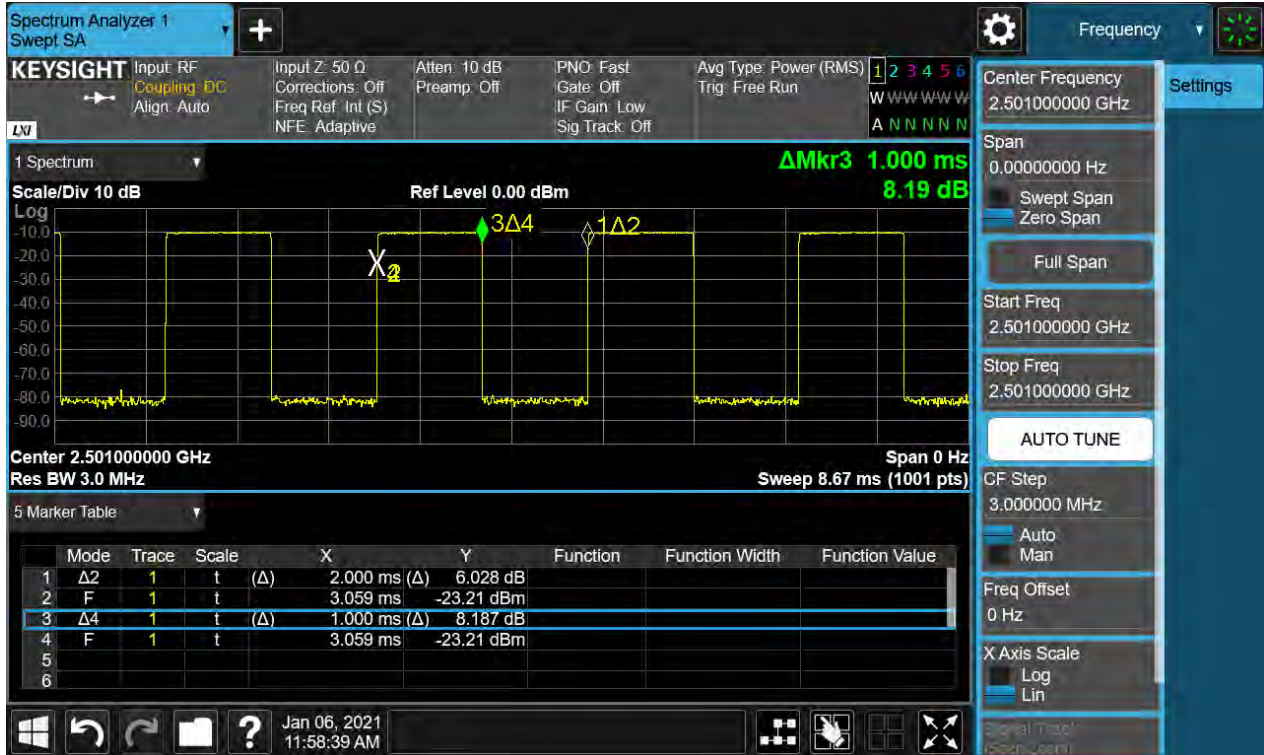 Spectrum Analyzer 1
Swept SA
+
Frequency
KEYSIGHT
Input: RF
Coupling: DC
Align: Auto
LXI
Input Z: 50 Ω
Corrections: Off
Freq Ref: Int (S)
NFE: Adaptive
Atten: 10 dB
Preamp: Off
PNO: Fast
Gate: Off
IF Gain: Low
Sig Track: Off
Avg Type: Power (RMS)
Trig: Free Run
1 2 3 4 5 6
W W W W W W
A N N N N N
1 Spectrum
ΔMkr3 1.000 ms
8.19 dB
Scale/Div 10 dB
Ref Level 0.00 dBm
Log
3Δ4
1Δ2
-10.0
-20.0
-30.0
-40.0
-50.0
-60.0
-70.0
-80.0
-90.0
X
Center 2.501000000 GHz
Span 0 Hz
Res BW 3.0 MHz
Sweep 8.67 ms (1001 pts)
5 Marker Table
Mode Trace Scale X Y Function Function Width Function Value
1 Δ2 1 t (Δ) 2.000 ms (Δ) 6.028 dB
2 F 1 t 3.059 ms -23.21 dBm
3 Δ4 1 t (Δ) 1.000 ms (Δ) 8.187 dB
4 F 1 t 3.059 ms -23.21 dBm
5
6
?
Jan 06, 2021
11:58:39 AM
Center Frequency
2.501000000 GHz
Settings
Span
0.00000000 Hz
Swept Span
Zero Span
Full Span
Start Freq
2.501000000 GHz
Stop Freq
2.501000000 GHz
AUTO TUNE
CF Step
3.000000 MHz
Auto
Man
Freq Offset
0 Hz
X Axis Scale
Log
Lin